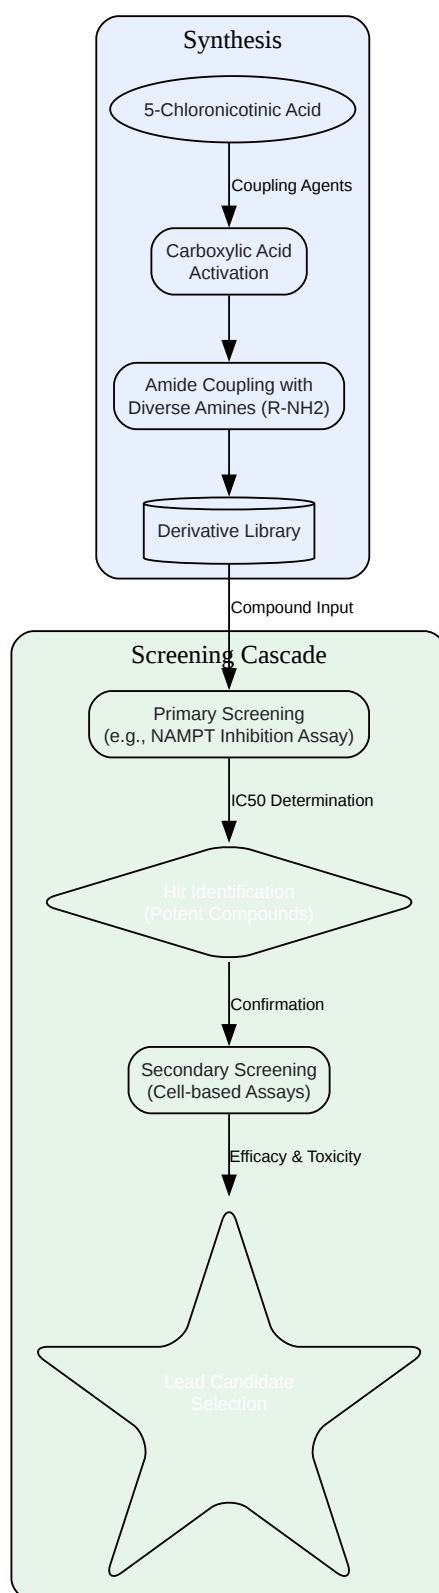 Synthesis
5-Chloronicotinic Acid
Coupling Agents
Carboxylic Acid
Activation
Amide Coupling with
Diverse Amines (R-NH2)
Derivative Library
Compound Input
Screening Cascade
Primary Screening
(e.g., NAMPT Inhibition Assay)
IC50 Determination
Hit Identification
(Potent Compounds)
Confirmation
Secondary Screening
(Cell-based Assays)
Efficacy & Toxicity
Lead Candidate
Selection